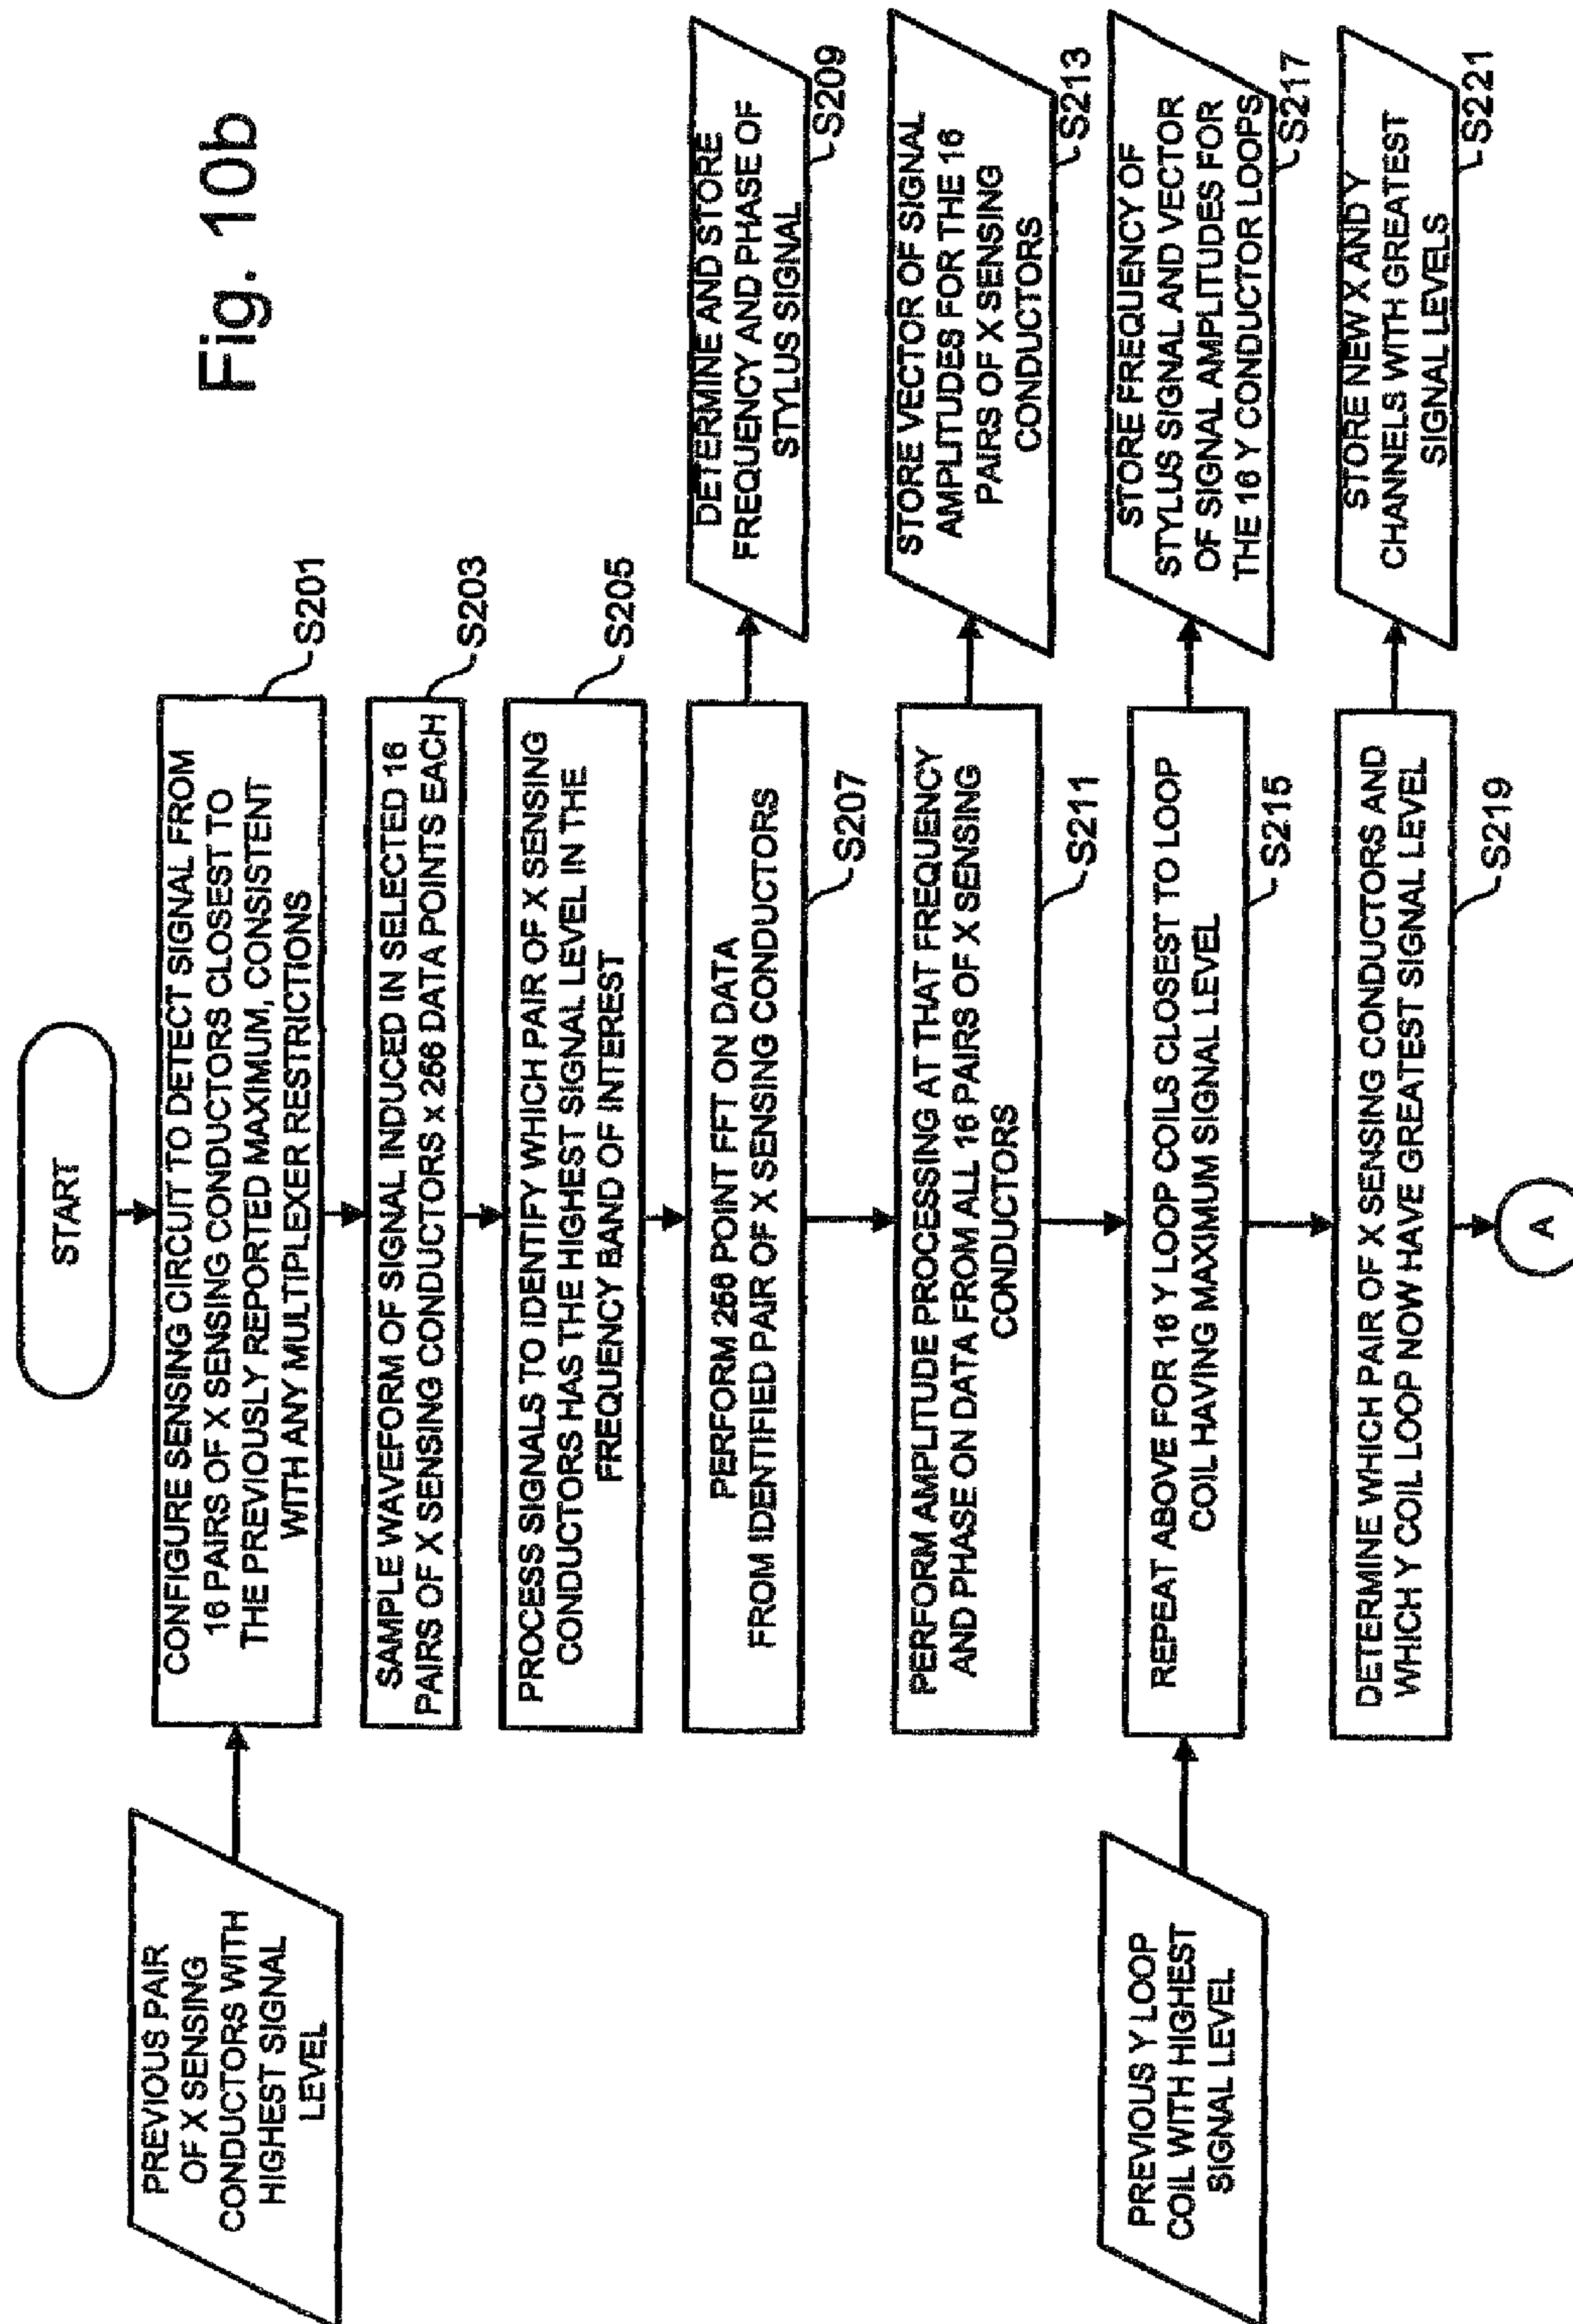 Fig. 10b
START
PREVIOUS PAIR
OF X SENSING
CONDUCTORS WITH
HIGHEST SIGNAL
LEVEL
CONFIGURE SENSING CIRCUIT TO DETECT SIGNAL FROM
16 PAIRS OF X SENSING CONDUCTORS CLOSEST TO
THE PREVIOUSLY REPORTED MAXIMUM, CONSISTENT
WITH ANY MULTIPLEXER RESTRICTIONS
S201
SAMPLE WAVEFORM OF SIGNAL INDUCED IN SELECTED 16
PAIRS OF X SENSING CONDUCTORS x 256 DATA POINTS EACH
S203
PROCESS SIGNALS TO IDENTIFY WHICH PAIR OF X SENSING
CONDUCTORS HAS THE HIGHEST SIGNAL LEVEL IN THE
FREQUENCY BAND OF INTEREST
S205
PERFORM 256 POINT FFT ON DATA
FROM IDENTIFIED PAIR OF X SENSING CONDUCTORS
S207
DETERMINE AND STORE
FREQUENCY AND PHASE OF
STYLUS SIGNAL
S209
PERFORM AMPLITUDE PROCESSING AT THAT FREQUENCY
AND PHASE ON DATA FROM ALL 16 PAIRS OF X SENSING
CONDUCTORS
S211
STORE VECTOR OF SIGNAL
AMPLITUDES FOR THE 16
PAIRS OF X SENSING
CONDUCTORS
S213
PREVIOUS Y LOOP
COIL WITH HIGHEST
SIGNAL LEVEL
REPEAT ABOVE FOR 16 Y LOOP COILS CLOSEST TO LOOP
COIL HAVING MAXIMUM SIGNAL LEVEL
S215
STORE FREQUENCY OF
STYLUS SIGNAL AND VECTOR
OF SIGNAL AMPLITUDES FOR
THE 16 Y CONDUCTOR LOOPS
S217
DETERMINE WHICH PAIR OF X SENSING CONDUCTORS AND
WHICH Y COIL LOOP NOW HAVE GREATEST SIGNAL LEVEL
S219
STORE NEW X AND Y
CHANNELS WITH GREATEST
SIGNAL LEVELS
S221
A